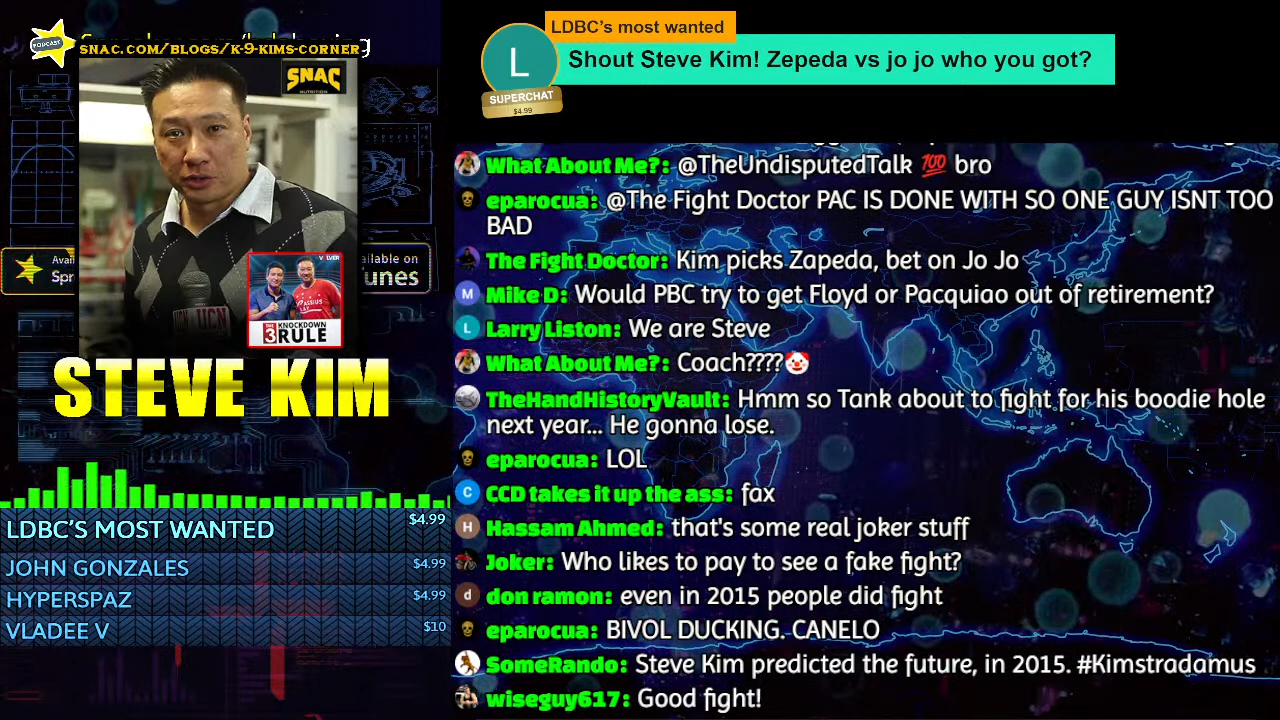 PODCAST
SNAC.COM/BLOGS/K-9-KIMS-CORNER
SNAC
NUTRITION
Spr
ailable on
unes
UCN
3 KNOCKDOWN
RULE
STEVE KIM
LDBC'S MOST WANTED $4.99
JOHN GONZALES $4.99
HYPERSPAZ $4.99
VLADEE V $10
LDBC's most wanted
L
Shout Steve Kim! Zepeda vs jo jo who you got?
SUPERCHAT
$4.99
What About Me?: @TheUndisputedTalk 💯 bro
eparocua: @The Fight Doctor PAC IS DONE WITH SO ONE GUY ISNT TOO
BAD
The Fight Doctor: Kim picks Zapeda, bet on Jo Jo
M Mike D: Would PBC try to get Floyd or Pacquiao out of retirement?
L Larry Liston: We are Steve
What About Me?: Coach????🤡
TheHandHistoryVault: Hmm so Tank about to fight for his boodie hole
next year... He gonna lose.
eparocua: LOL
C CCD takes it up the ass: fax
H Hassam Ahmed: that's some real joker stuff
Joker: Who likes to pay to see a fake fight?
d don ramon: even in 2015 people did fight
eparocua: BIVOL DUCKING. CANELO
SomeRando: Steve Kim predicted the future, in 2015. #Kimstradamus
wiseguy617: Good fight!